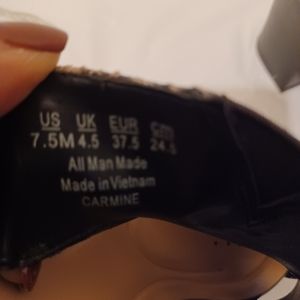 US UK EUR cm
7.5M 4.5 37.5 24.5
All Man Made
Made in Vietnam
CARMINE